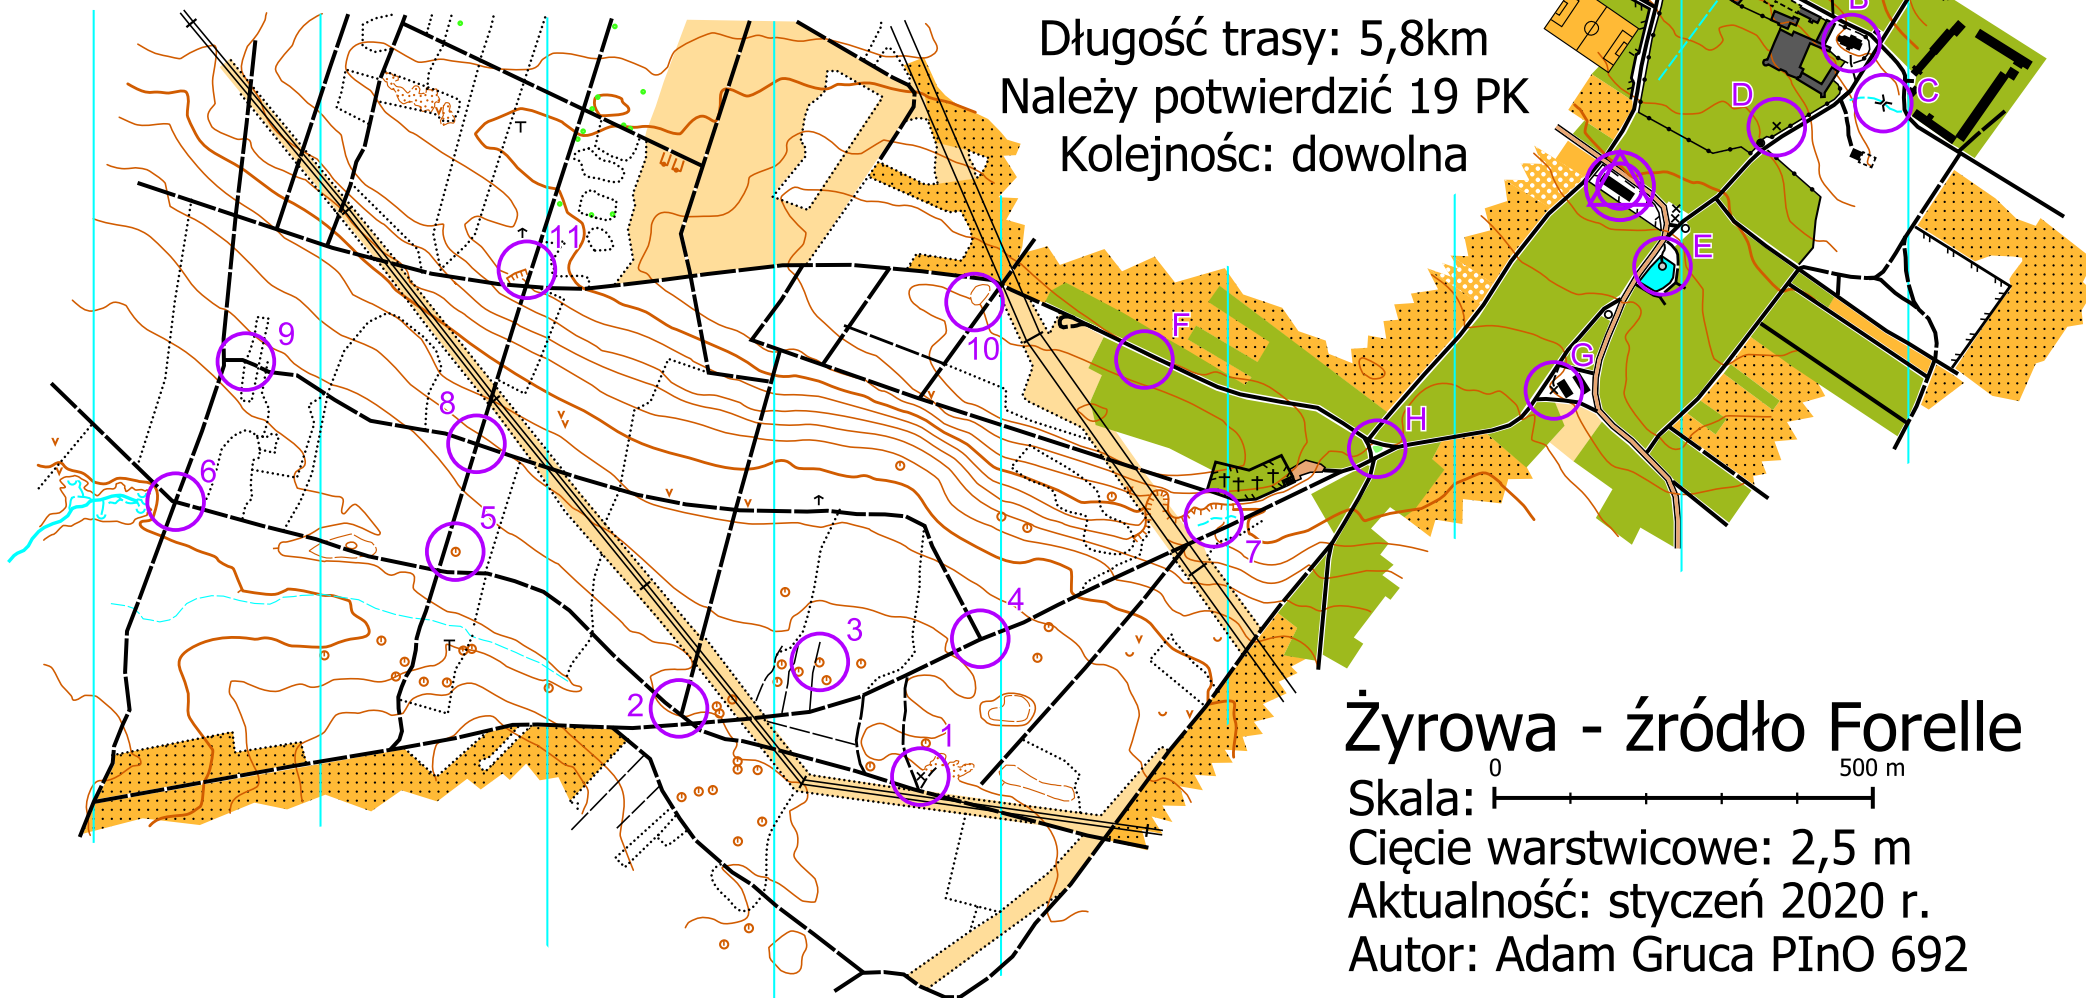 B
Długość trasy: 5,8km
Należy potwierdzić 19 PK
Kolejnośc: dowolna
D
C
11
E
F
10
9
G
8
H
6
5
7
4
3
2
1
Żyrowa - źródło Forelle
0 500 m
Skala:
Cięcie warstwicowe: 2,5 m
Aktualność: styczeń 2020 r.
Autor: Adam Gruca PInO 692